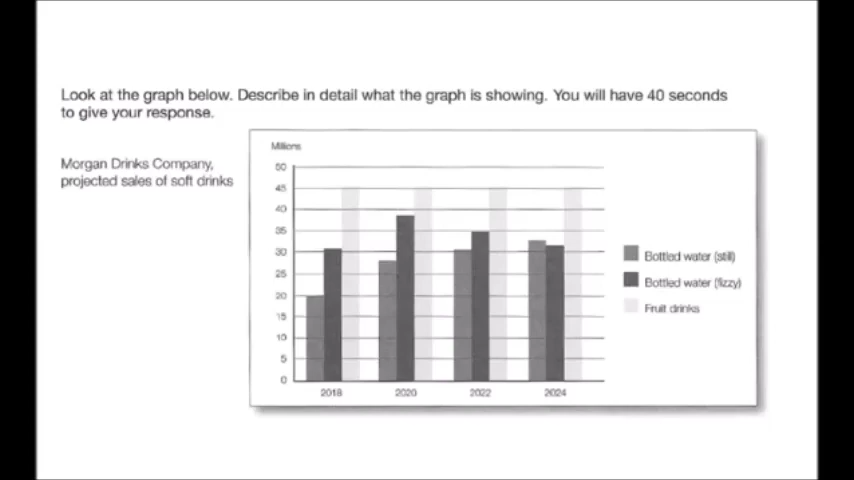 Look at the graph below. Describe in detail what the graph is showing. You will have 40 seconds
to give your response.
Morgan Drinks Company,
projected sales of soft drinks
Millions
50
45
40
35
30
25
20
15
10
5
0
2018 2020 2022 2024
Bottled water (still)
Bottled water (fizzy)
Fruit drinks